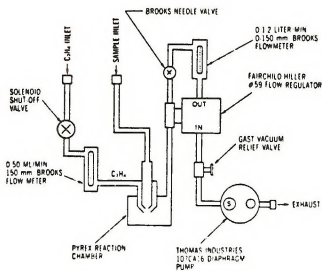 C₂H₄ INLET
SAMPLE INLET
BROOKS NEEDLE VALVE
0 1.2 LITER MIN
0-150 mm BROOKS
FLOWMETER
SOLENOID
SHUT OFF
VALVE
OUT
IN
FAIRCHILD HILLER
#59 FLOW REGULATOR
0 50 ML/MIN
150 mm BROOKS
FLOW METER
C₂H₄
GAST VACUUM
RELIEF VALVE
S
EXHAUST
PYREX REACTION
CHAMBER
THOMAS INDUSTRIES
DIAPHRAGM
PUMP